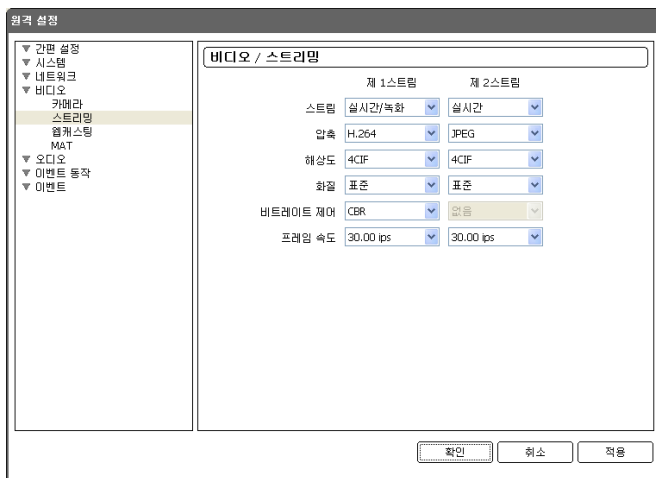 원격 설정
간편 설정
시스템
네트워크
비디오
카메라
스트리밍
웹캐스팅
MAT
오디오
이벤트 동작
이벤트
비디오 / 스트리밍
제 1스트림 제 2스트림
스트림 실시간/녹화 실시간
압축 H.264 JPEG
해상도 4CIF 4CIF
화질 표준 표준
비트레이트 제어 CBR 없음
프레임 속도 30.00 ips 30.00 ips
확인 취소 적용